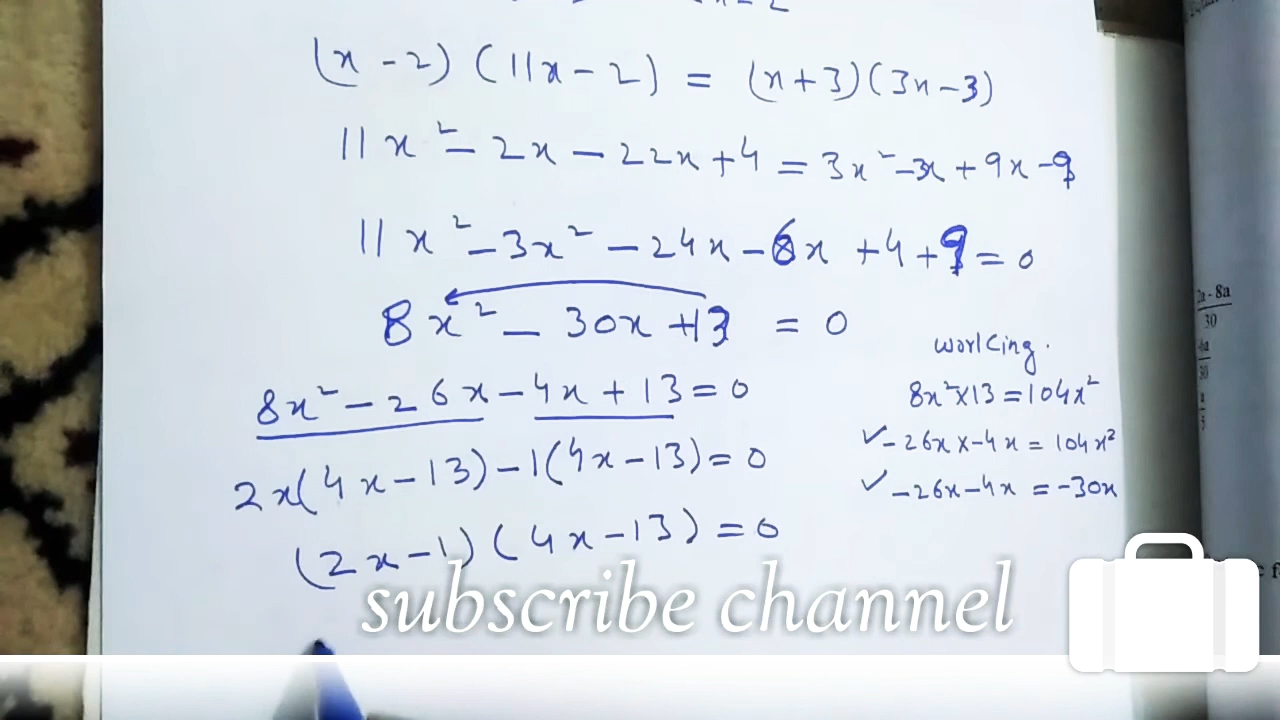 (x - 2) (11x - 2) = (x + 3)(3x - 3)
11x² - 2x - 22x + 4 = 3x² - 3x + 9x - 9
11x² - 3x² - 24x - 6x + 4 + 9 = 0
8x² - 30x + 13 = 0
working.
8x² - 26x - 4x + 13 = 0
8x² × 13 = 104x²
✓ - 26x × - 4x = 104x²
2x(4x - 13) - 1(4x - 13) = 0
✓ - 26x - 4x = - 30x
(2x - 1) (4x - 13) = 0
subscribe channel
- 8a
30